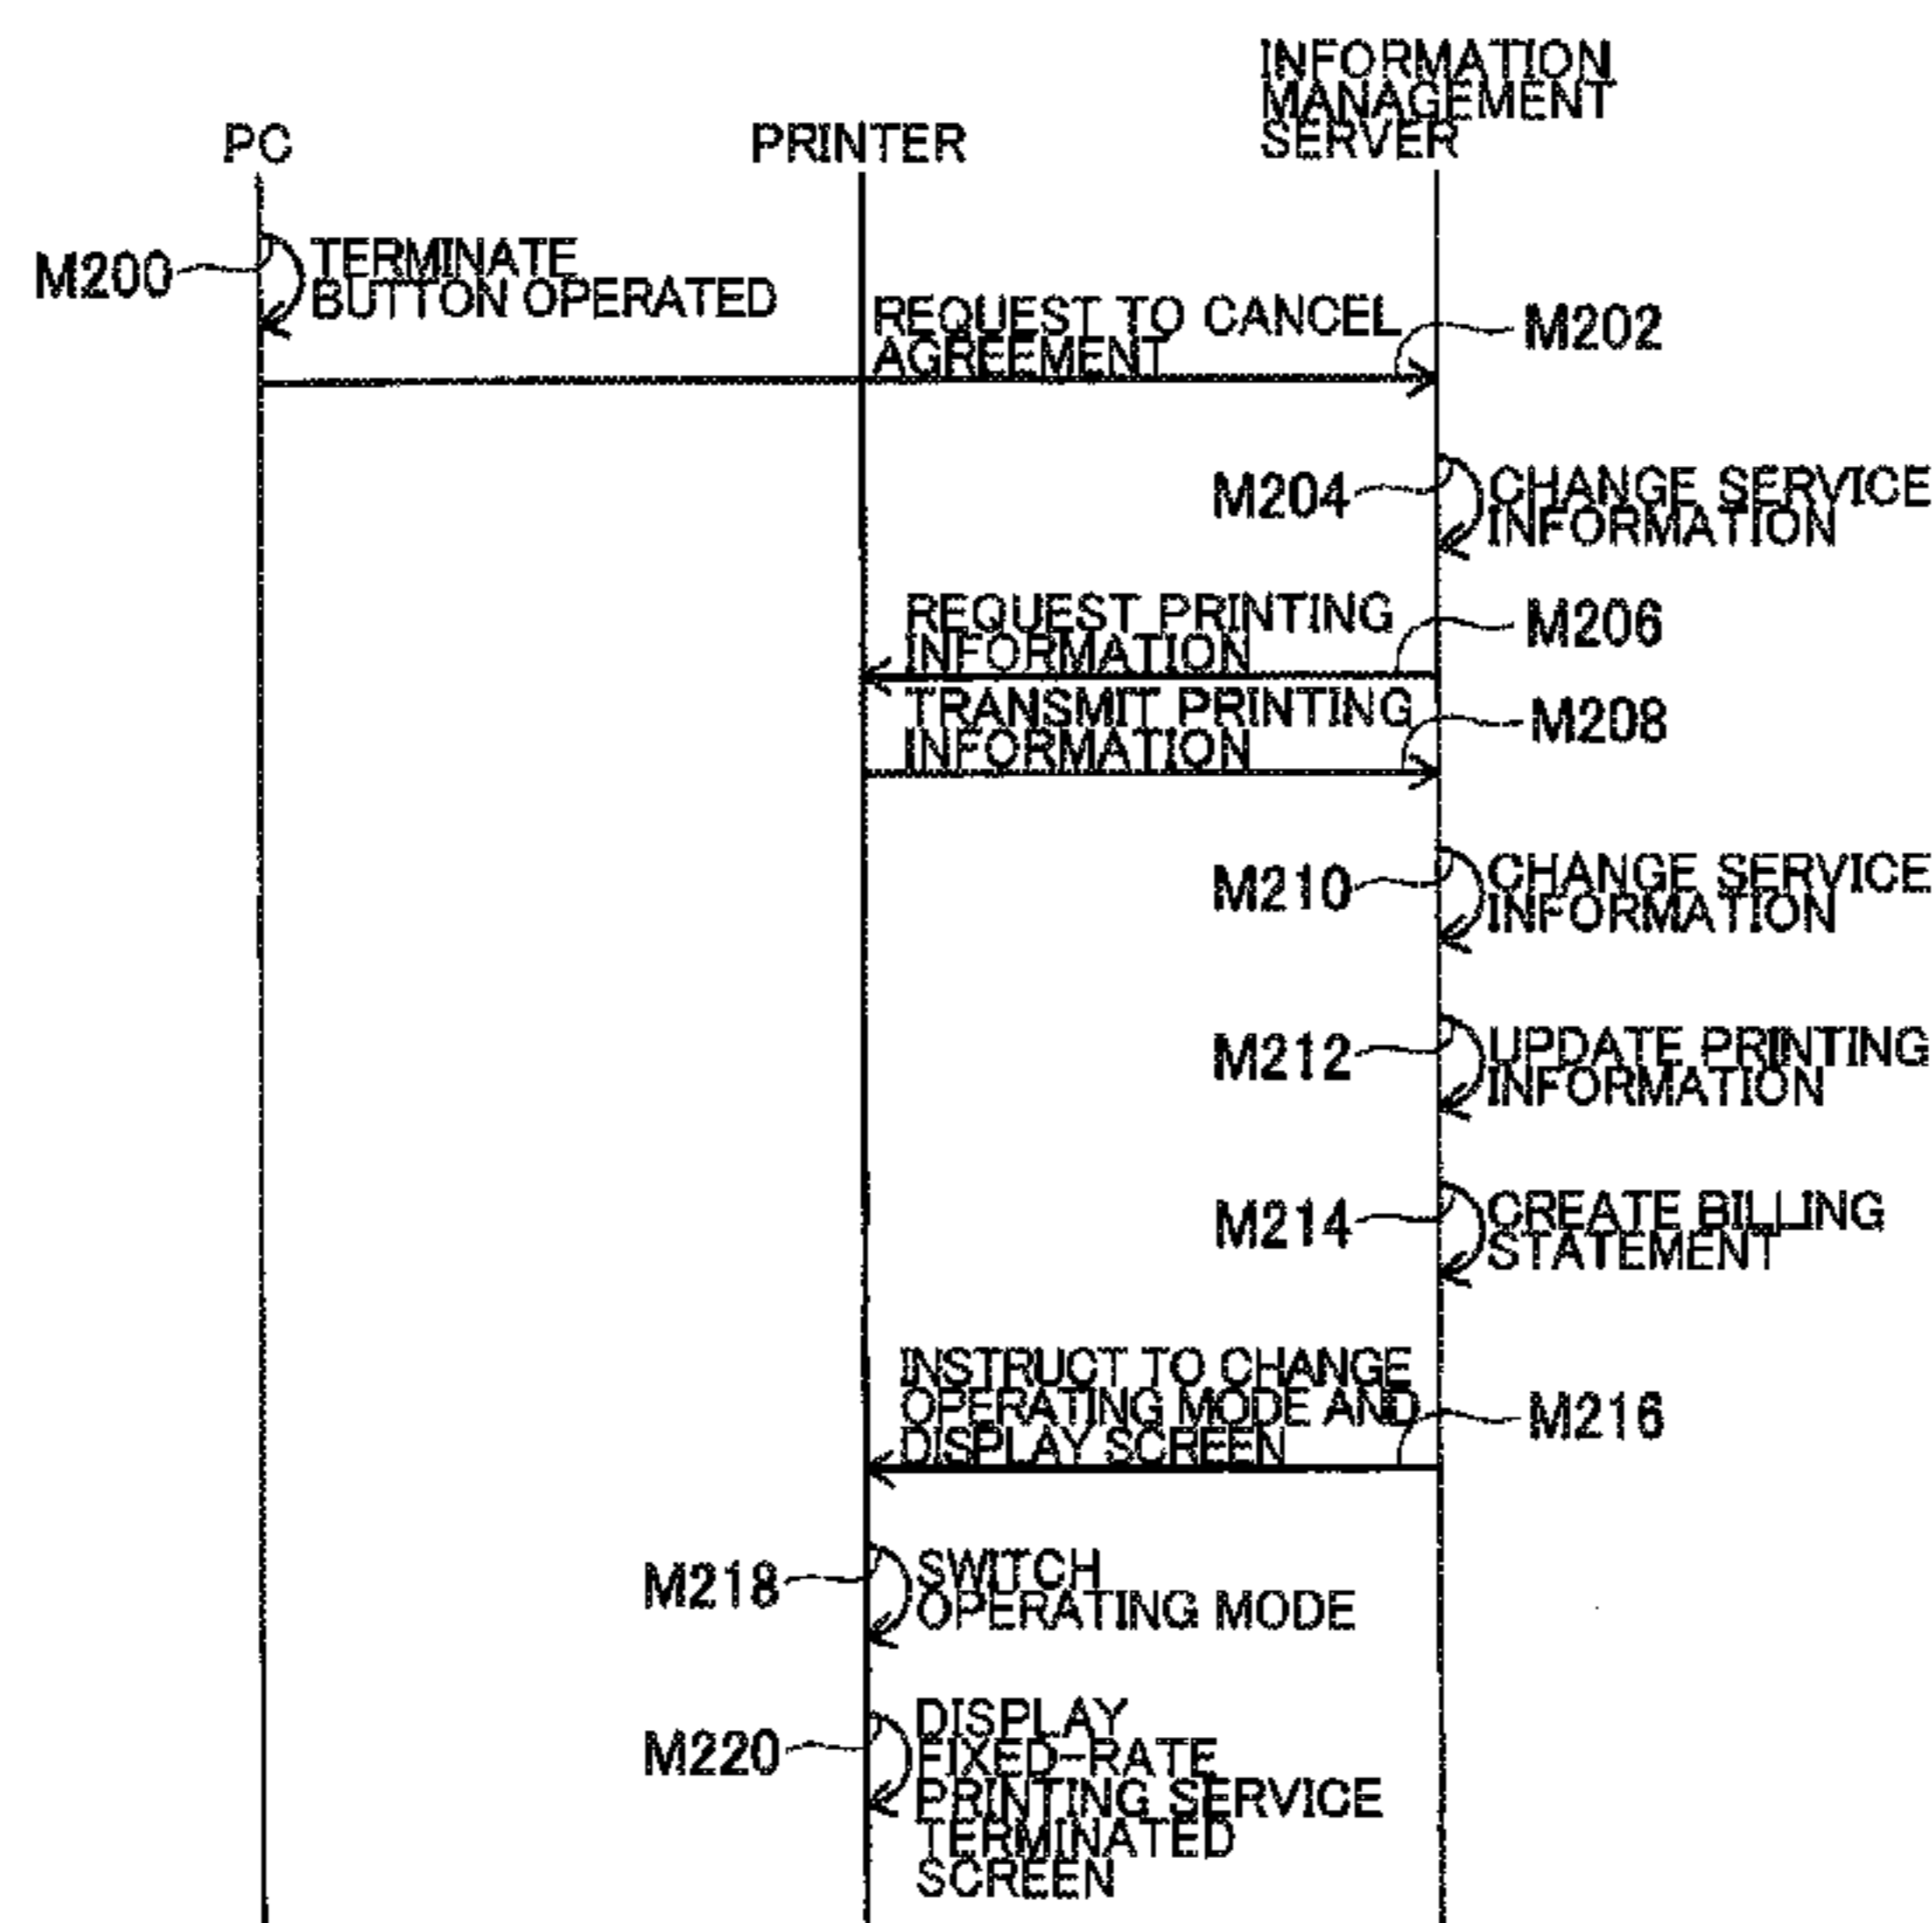 INFORMATION
MANAGEMENT
SERVER
PC
PRINTER
M200
TERMINATE
BUTTON OPERATED
REQUEST TO CANCEL
AGREEMENT
M202
M204
CHANGE SERVICE
INFORMATION
REQUEST PRINTING
INFORMATION
M206
TRANSMIT PRINTING
INFORMATION
M208
M210
CHANGE SERVICE
INFORMATION
M212
UPDATE PRINTING
INFORMATION
M214
CREATE BILLING
STATEMENT
INSTRUCT TO CHANGE
OPERATING MODE AND
DISPLAY SCREEN
M216
M218
SWITCH
OPERATING MODE
M220
DISPLAY
FIXED-RATE
PRINTING SERVICE
TERMINATED
SCREEN